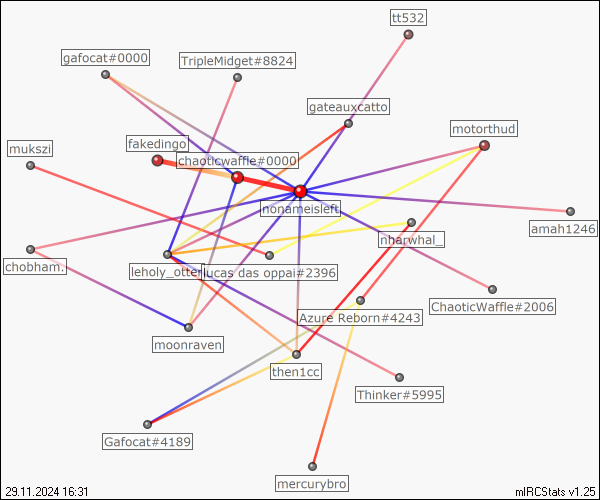 tt532
gafocat#0000
TripleMidget#8824
gateauxcatto
motorthud
fakedingo
mukszi
chaoticwaffle#0000
nonameisleft
amah1246
nharwhal_
chobham.
leholy_otter
lucas das oppai#2396
ChaoticWaffle#2006
Azure Reborn#4243
moonraven
then1cc
Thinker#5995
Gafocat#4189
mercurybro
29.11.2024 16:31
mIRCStats v1.25